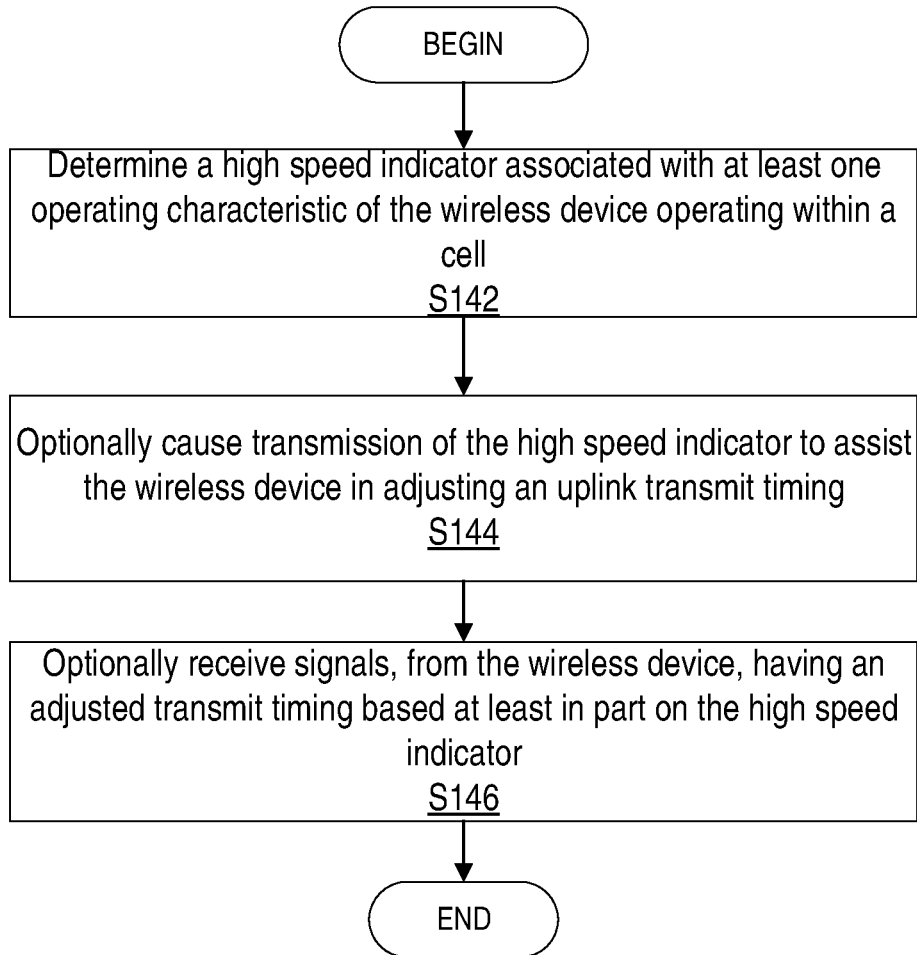 BEGIN
Determine a high speed indicator associated with at least one
operating characteristic of the wireless device operating within a
cell
S142
Optionally cause transmission of the high speed indicator to assist
the wireless device in adjusting an uplink transmit timing
S144
Optionally receive signals, from the wireless device, having an
adjusted transmit timing based at least in part on the high speed
indicator
S146
END